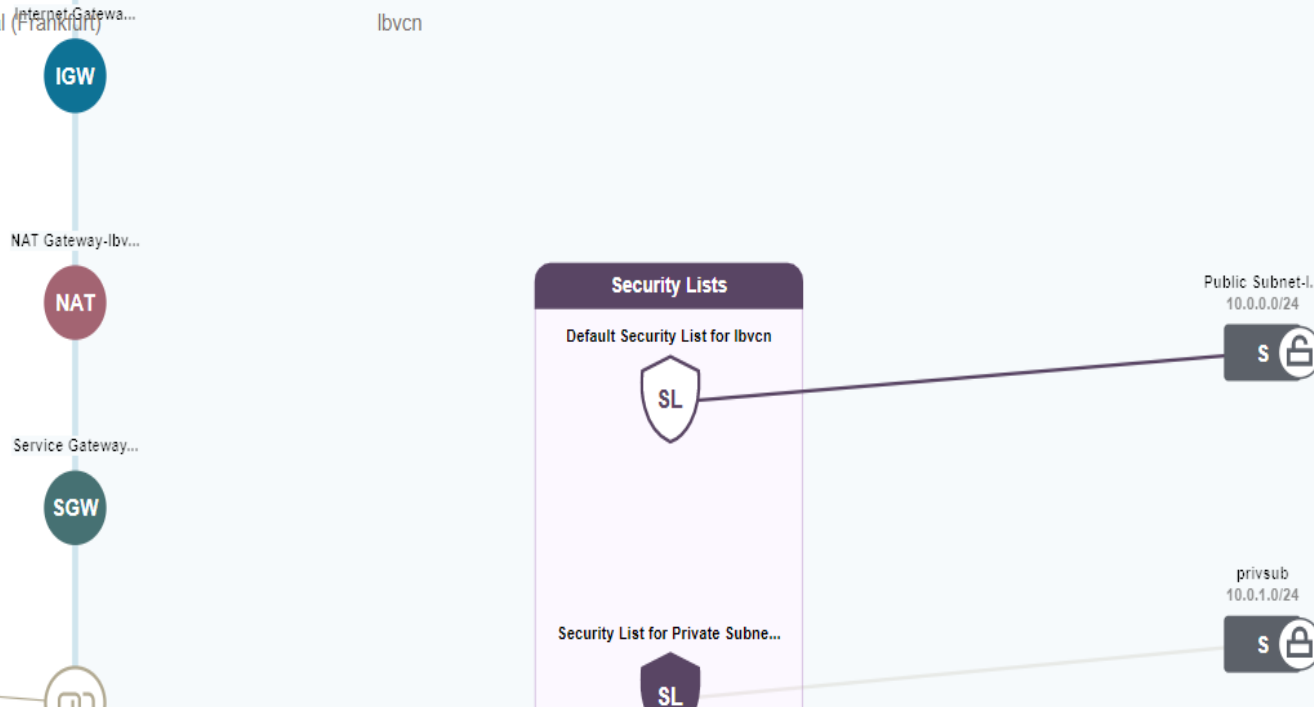 Internet Gatewa...
l (Frankfurt)
lbvcn
IGW
NAT Gateway-lbv...
NAT
Service Gateway...
SGW
Security Lists
Default Security List for lbvcn
SL
Security List for Private Subne...
SL
Public Subnet-l...
10.0.0.0/24
S
privsub
10.0.1.0/24
S